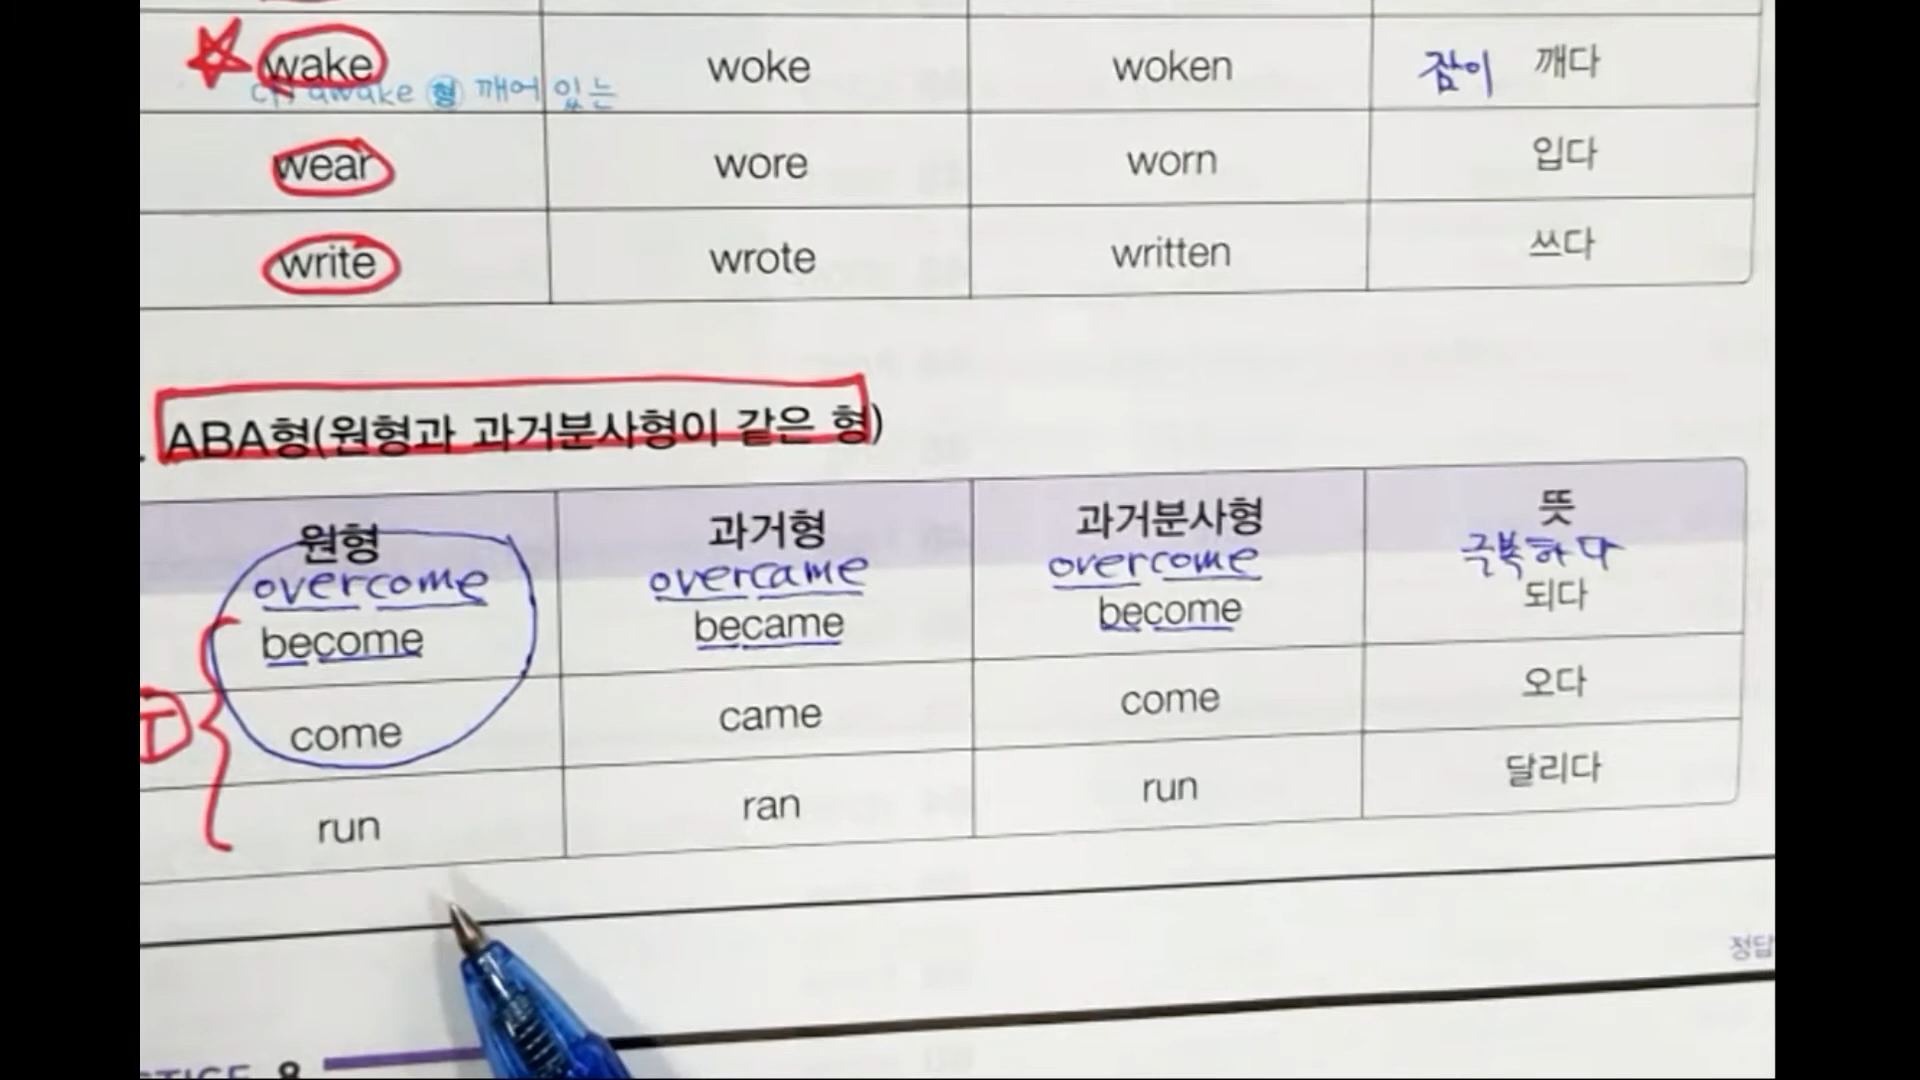 wake woke woken 잠이 깨다
awake 형 깨어 있는
wear wore worn 입다
write wrote written 쓰다
ABA형(원형과 과거분사형이 같은 형)
원형 과거형 과거분사형 뜻
overcome overcame overcome 극복하다
become became become 되다
come came come 오다
run ran run 달리다
정답
8